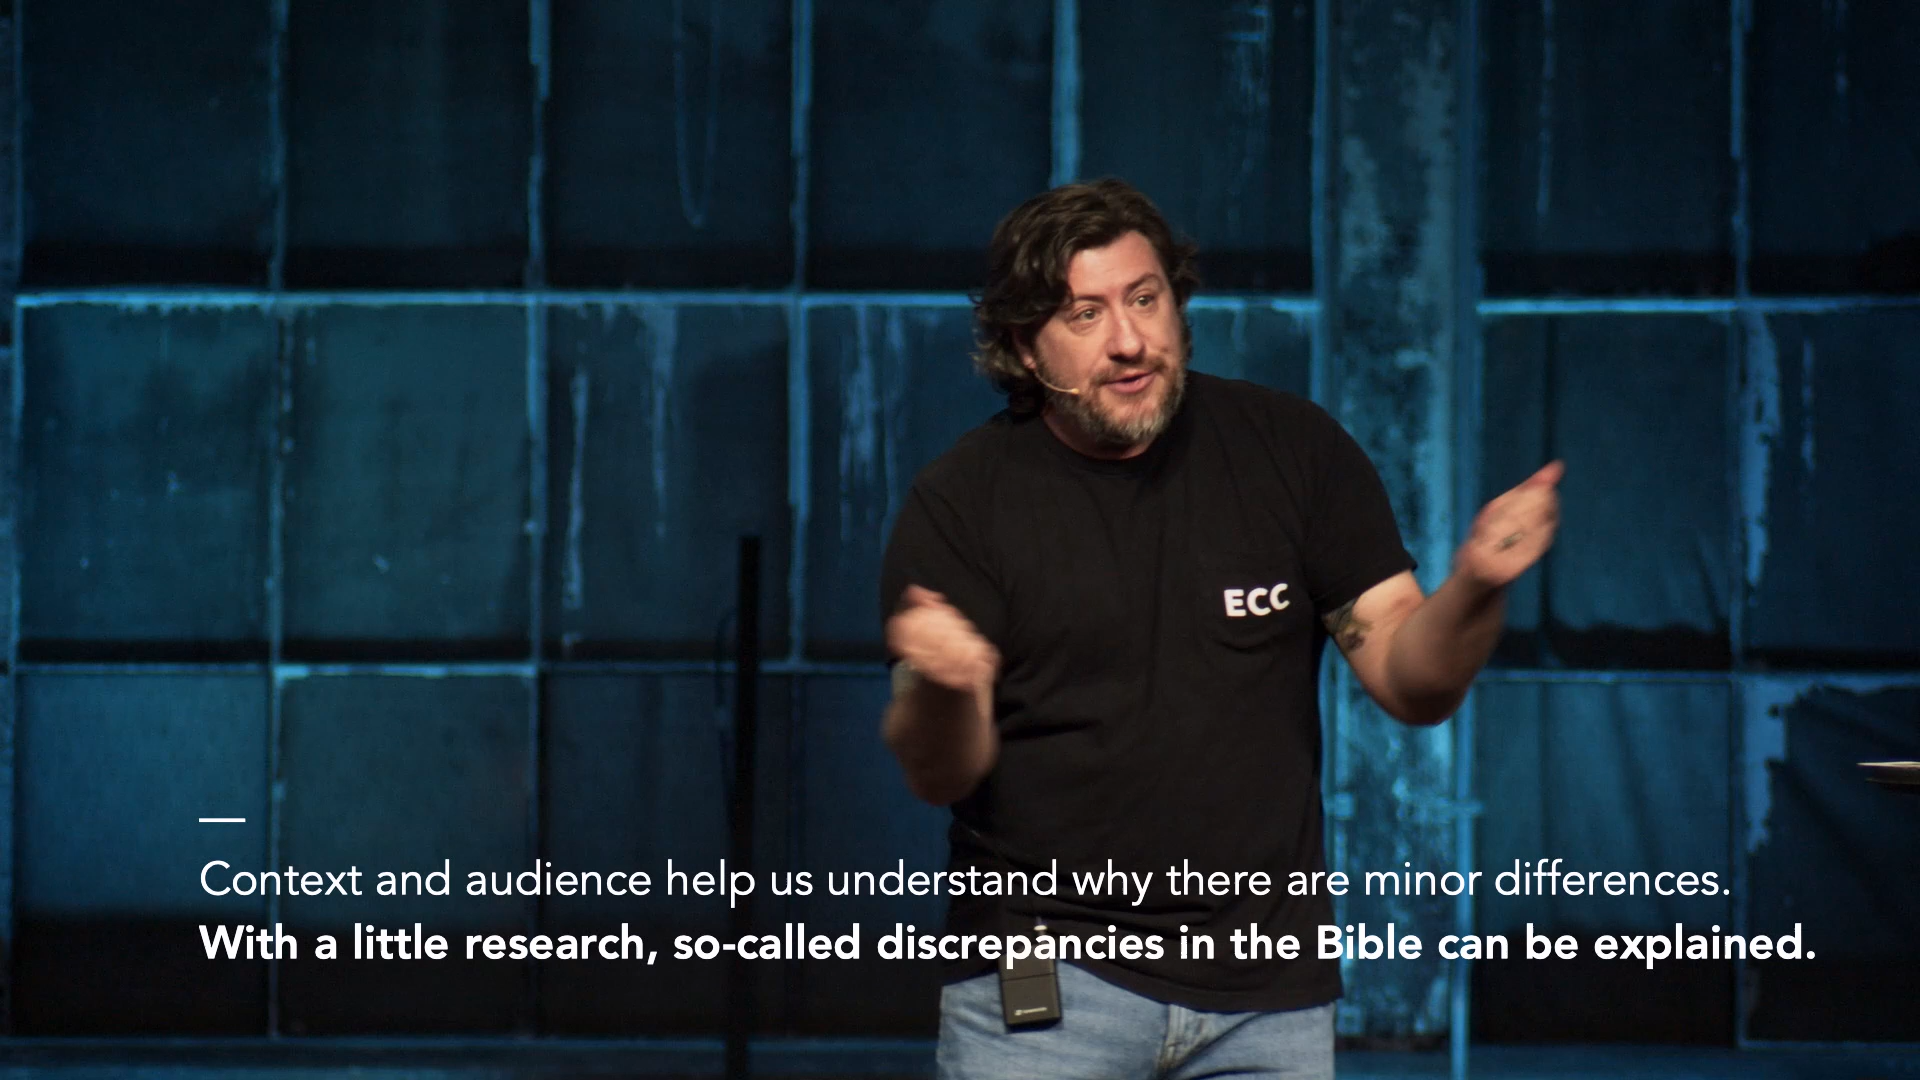 ECC
Context and audience help us understand why there are minor differences.
With a little research, so-called discrepancies in the Bible can be explained.